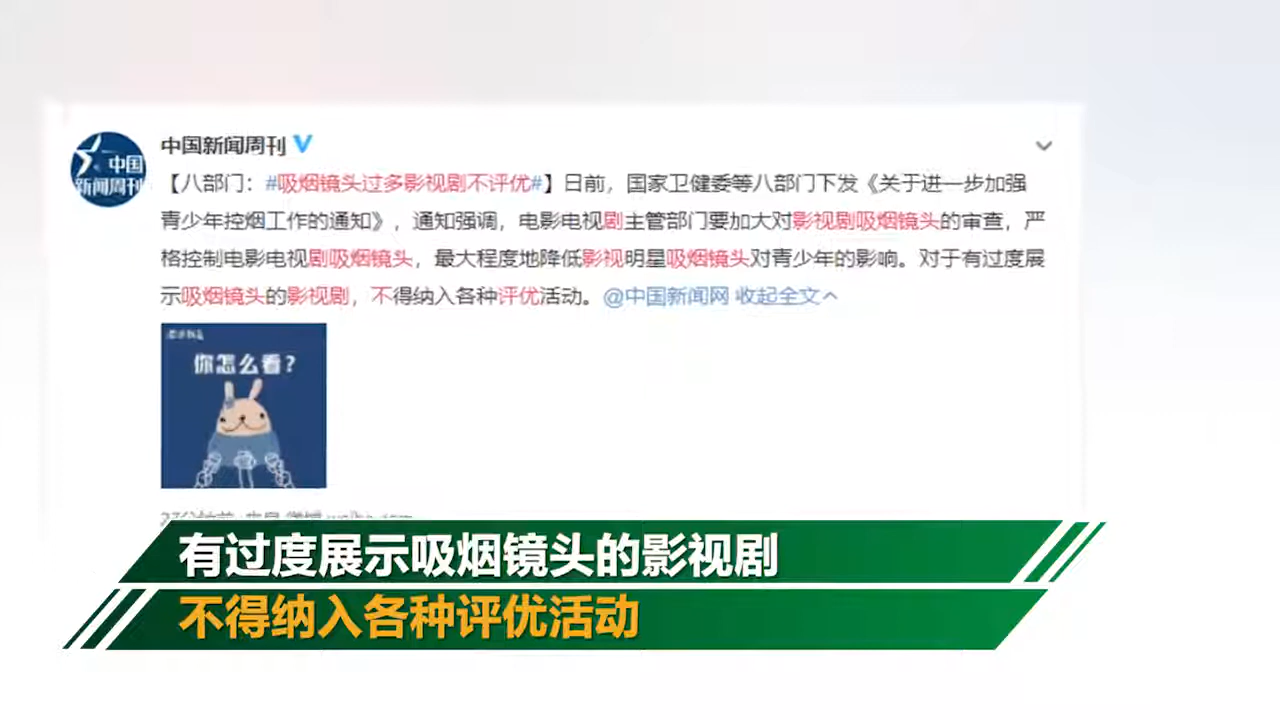 中国
新闻周刊
中国新闻周刊
【八部门：#吸烟镜头过多影视剧不评优#】日前，国家卫健委等八部门下发《关于进一步加强
青少年控烟工作的通知》，通知强调，电影电视剧主管部门要加大对影视剧吸烟镜头的审查，严
格控制电影电视剧吸烟镜头，最大程度地降低影视明星吸烟镜头对青少年的影响。对于有过度展
示吸烟镜头的影视剧，不得纳入各种评优活动。@中国新闻网 收起全文
你怎么看？
有过度展示吸烟镜头的影视剧
不得纳入各种评优活动